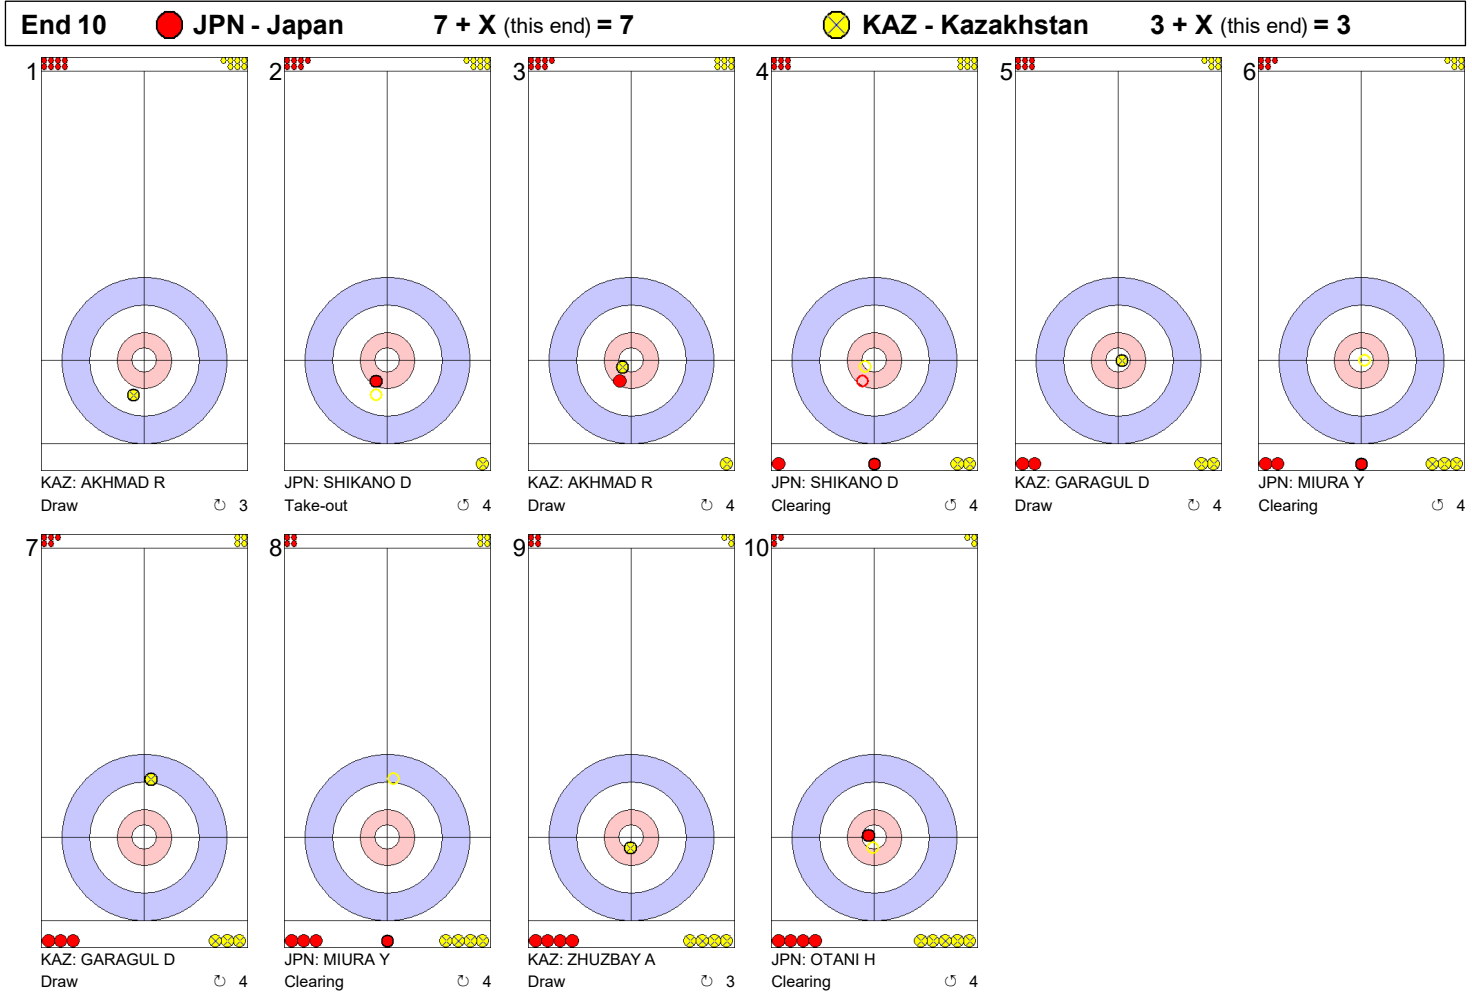 End 10 JPN - Japan 7 + X (this end) = 7 KAZ - Kazakhstan 3 + X (this end) = 3
1 2 3 4 5 6
KAZ: AKHMAD R JPN: SHIKANO D KAZ: AKHMAD R JPN: SHIKANO D KAZ: GARAGUL D JPN: MIURA Y
Draw ↻ 3 Take-out ↺ 4 Draw ↻ 4 Clearing ↺ 4 Draw ↻ 4 Clearing ↺ 4
7 8 9 10
KAZ: GARAGUL D JPN: MIURA Y KAZ: ZHUZBAY A JPN: OTANI H
Draw ↻ 4 Clearing ↻ 4 Draw ↻ 3 Clearing ↺ 4